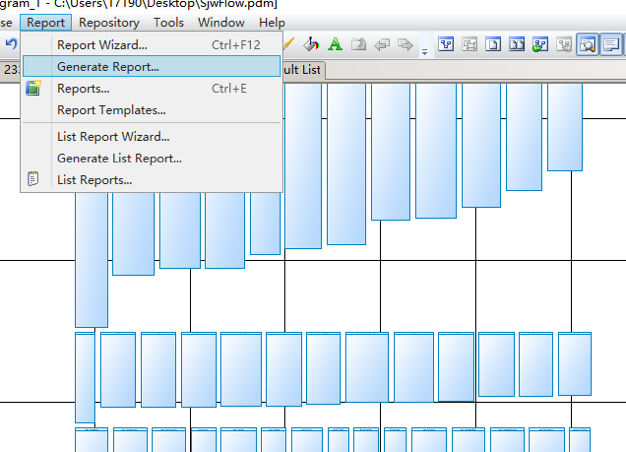 gram_1 - C:\Users\17190\Desktop\SjwFlow.pdm]
se Report Repository Tools Window Help
Report Wizard... Ctrl+F12
Generate Report...
Reports... Ctrl+E
Report Templates...
List Report Wizard...
Generate List Report...
List Reports...
23
ult List